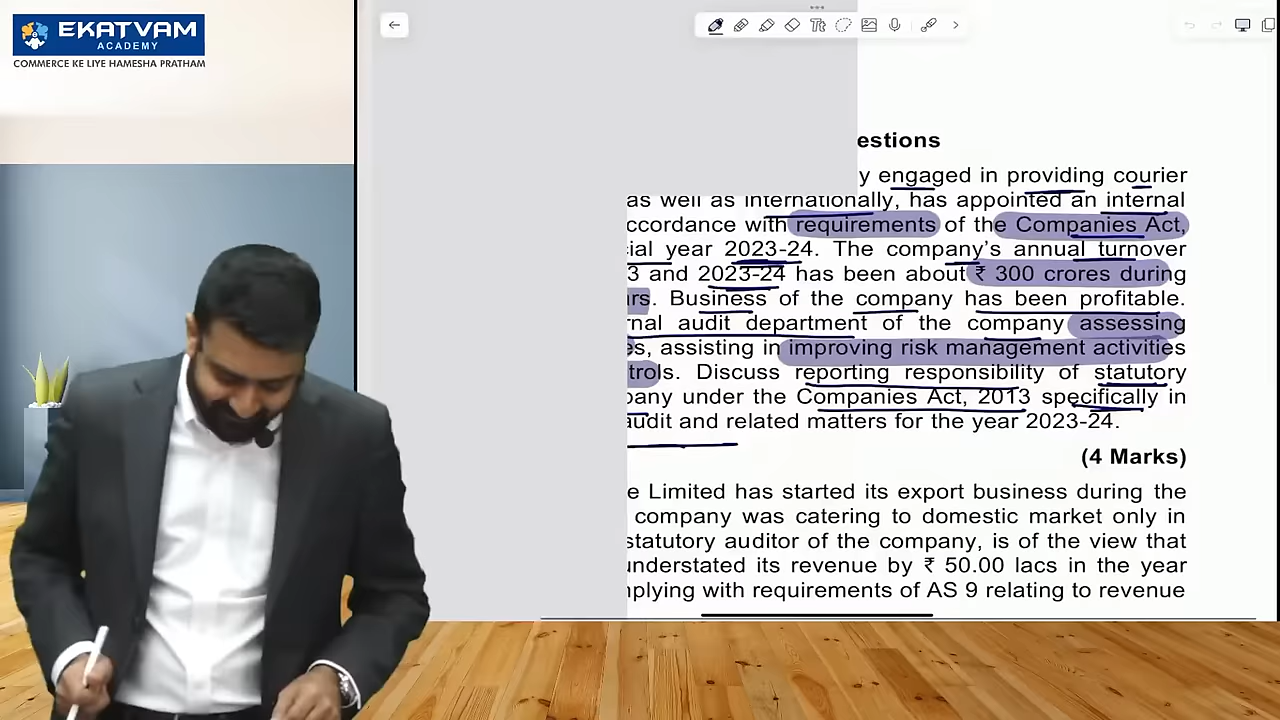 EKATVAM
ACADEMY
COMMERCE KE LIYE HAMESHA PRATHAM
estions
y engaged in providing courier
as well as internationally, has appointed an internal
ccordance with requirements of the Companies Act,
ial year 2023-24. The company's annual turnover
3 and 2023-24 has been about ₹ 300 crores during
rs. Business of the company has been profitable.
rnal audit department of the company assessing
es, assisting in improving risk management activities
trols. Discuss reporting responsibility of statutory
pany under the Companies Act, 2013 specifically in
audit and related matters for the year 2023-24.
(4 Marks)
e Limited has started its export business during the
company was catering to domestic market only in
statutory auditor of the company, is of the view that
understated its revenue by ₹ 50.00 lacs in the year
mplying with requirements of AS 9 relating to revenue